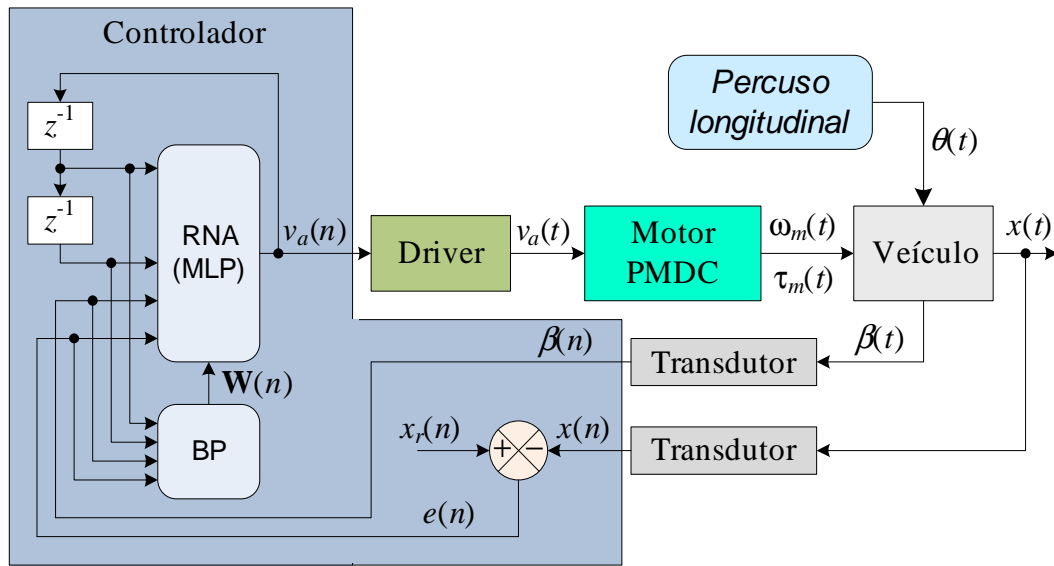 Controlador
z⁻¹
z⁻¹
RNA
(MLP)
W(n)
BP
vₐ(n)
Driver
vₐ(t)
Motor
PMDC
ωₘ(t)
τₘ(t)
Percuso
longitudinal
θ(t)
Veículo
x(t)
β(t)
Transdutor
β(n)
Transdutor
x(n)
xᵣ(n)
+
−
e(n)